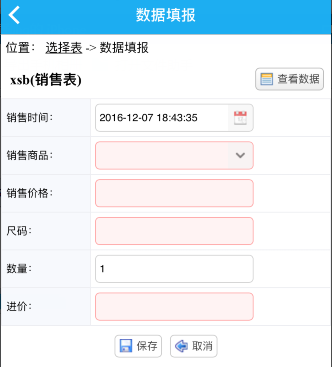 数据填报
位置： 选择表 -> 数据填报
xsb(销售表) 查看数据
销售时间： 2016-12-07 18:43:35
销售商品：
销售价格：
尺码：
数量： 1
进价：
保存 取消